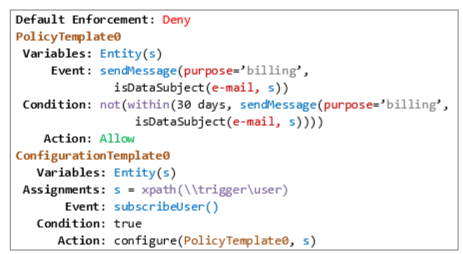 Default Enforcement: Deny
PolicyTemplate0
Variables: Entity(s)
Event: sendMessage(purpose=’billing’,
isDataSubject(e-mail, s))
Condition: not(within(30 days, sendMessage(purpose=’billing’,
isDataSubject(e-mail, s))))
Action: Allow
ConfigurationTemplate0
Variables: Entity(s)
Assignments: s = xpath(\\trigger\user)
Event: subscribeUser()
Condition: true
Action: configure(PolicyTemplate0, s)